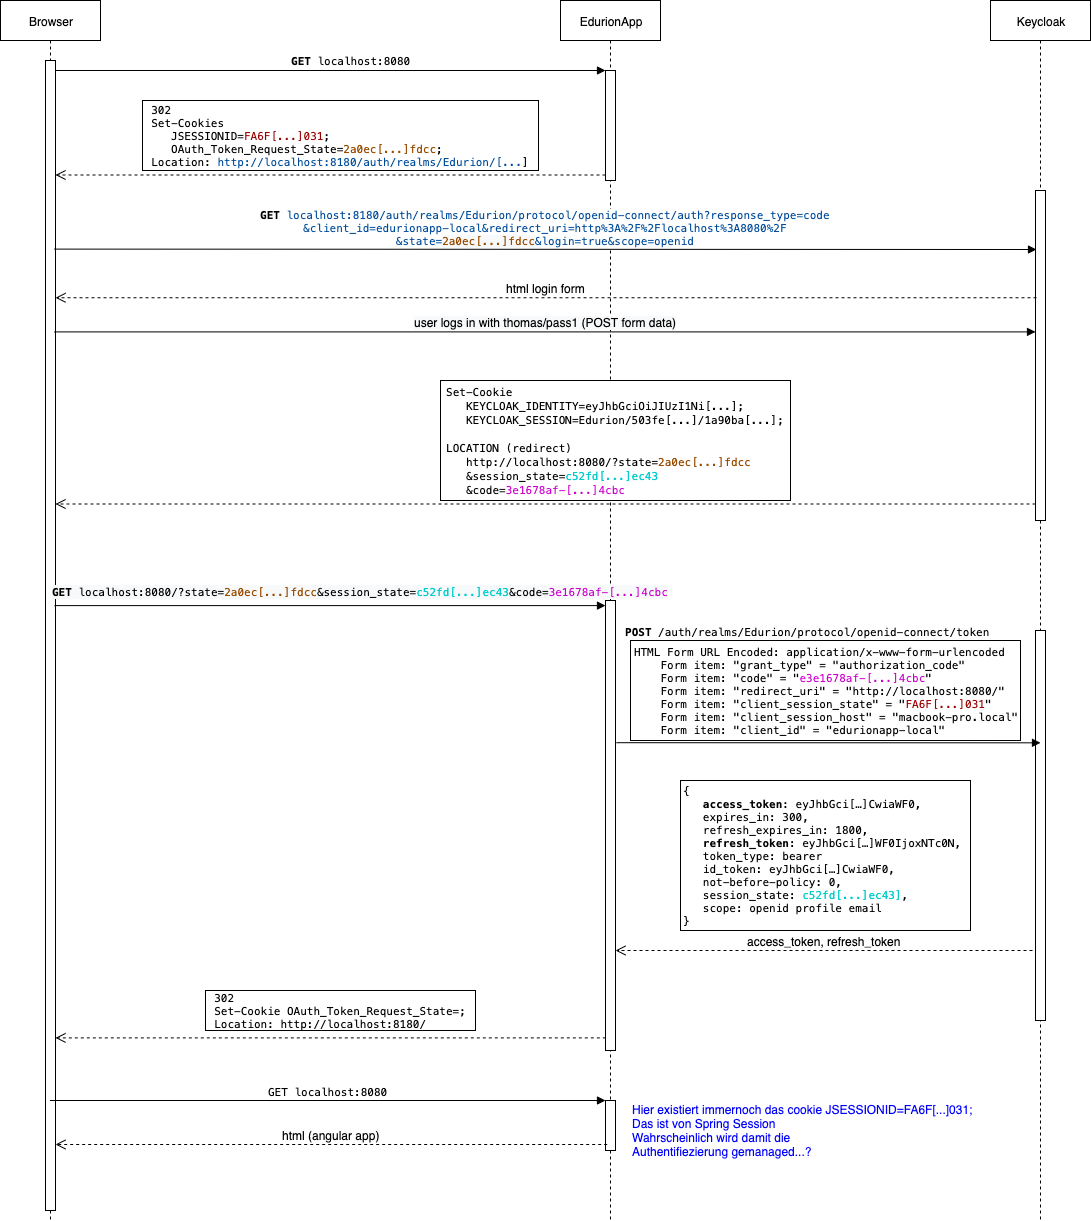 Browser
EdurionApp
Keycloak
GET localhost:8080
302
Set-Cookies
JSESSIONID=FA6F[...]031;
OAuth_Token_Request_State=2a0ec[...]fdcc;
Location: http://localhost:8180/auth/realms/Edurion/[...]
GET localhost:8180/auth/realms/Edurion/protocol/openid-connect/auth?response_type=code
&client_id=edurionapp-local&redirect_uri=http%3A%2F%2Flocalhost%3A8080%2F
&state=2a0ec[...]fdcc&login=true&scope=openid
html login form
user logs in with thomas/pass1 (POST form data)
Set-Cookie
KEYCLOAK_IDENTITY=eyJhbGciOiJIUzI1Ni[...];
KEYCLOAK_SESSION=Edurion/503fe[...]/1a90ba[...];
LOCATION (redirect)
http://localhost:8080/?state=2a0ec[...]fdcc
&session_state=c52fd[...]ec43
&code=3e1678af-[...]4cbc
GET localhost:8080/?state=2a0ec[...]fdcc&session_state=c52fd[...]ec43&code=3e1678af-[...]4cbc
POST /auth/realms/Edurion/protocol/openid-connect/token
HTML Form URL Encoded: application/x-www-form-urlencoded
Form item: "grant_type" = "authorization_code"
Form item: "code" = "e3e1678af-[...]4cbc"
Form item: "redirect_uri" = "http://localhost:8080/"
Form item: "client_session_state" = "FA6F[...]031"
Form item: "client_session_host" = "macbook-pro.local"
Form item: "client_id" = "edurionapp-local"
{
access_token: eyJhbGci[…]CwiaWF0,
expires_in: 300,
refresh_expires_in: 1800,
refresh_token: eyJhbGci[…]WF0IjoxNTc0N,
token_type: bearer
id_token: eyJhbGci[…]CwiaWF0,
not-before-policy: 0,
session_state: c52fd[...]ec43],
scope: openid profile email
}
access_token, refresh_token
302
Set-Cookie OAuth_Token_Request_State=;
Location: http://localhost:8180/
GET localhost:8080
Hier existiert immernoch das cookie JSESSIONID=FA6F[...]031;
Das ist von Spring Session
Wahrscheinlich wird damit die
Authentifiezierung gemanaged...?
html (angular app)